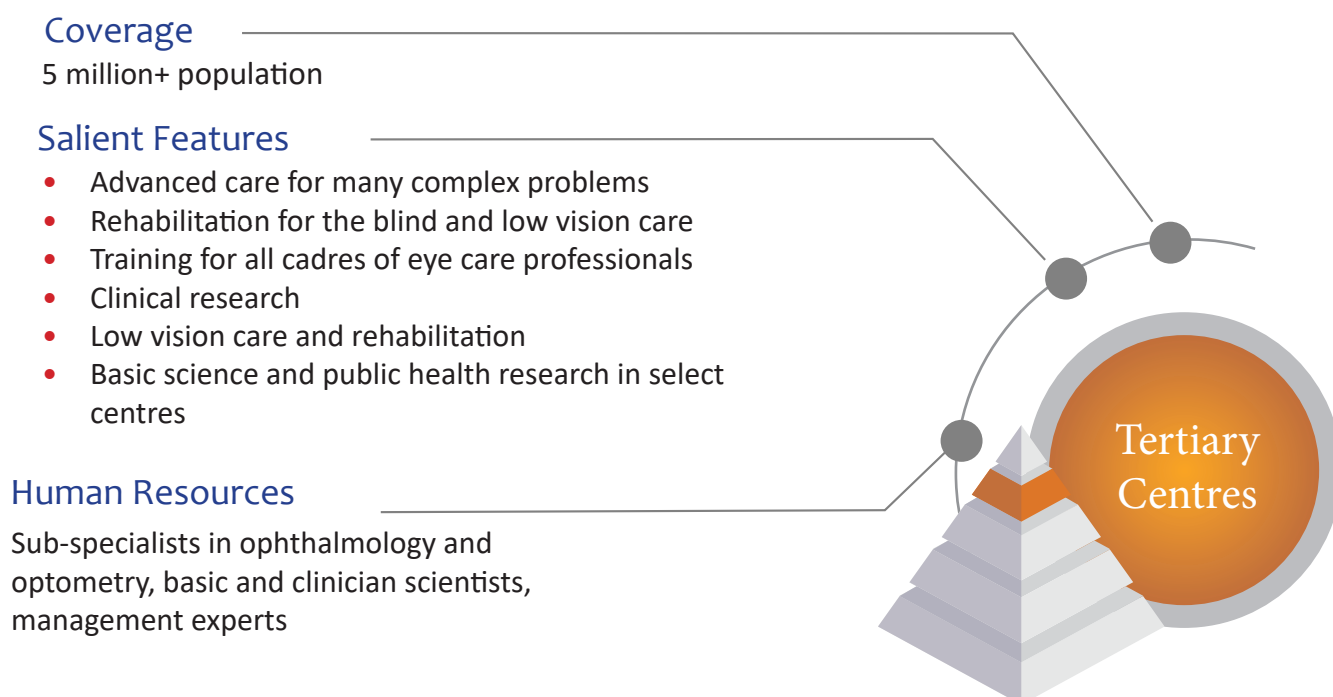 Coverage
5 million+ population
Salient Features
• Advanced care for many complex problems
• Rehabilitation for the blind and low vision care
• Training for all cadres of eye care professionals
• Clinical research
• Low vision care and rehabilitation
• Basic science and public health research in select
centres
Human Resources
Sub-specialists in ophthalmology and
optometry, basic and clinician scientists,
management experts
Tertiary
Centres